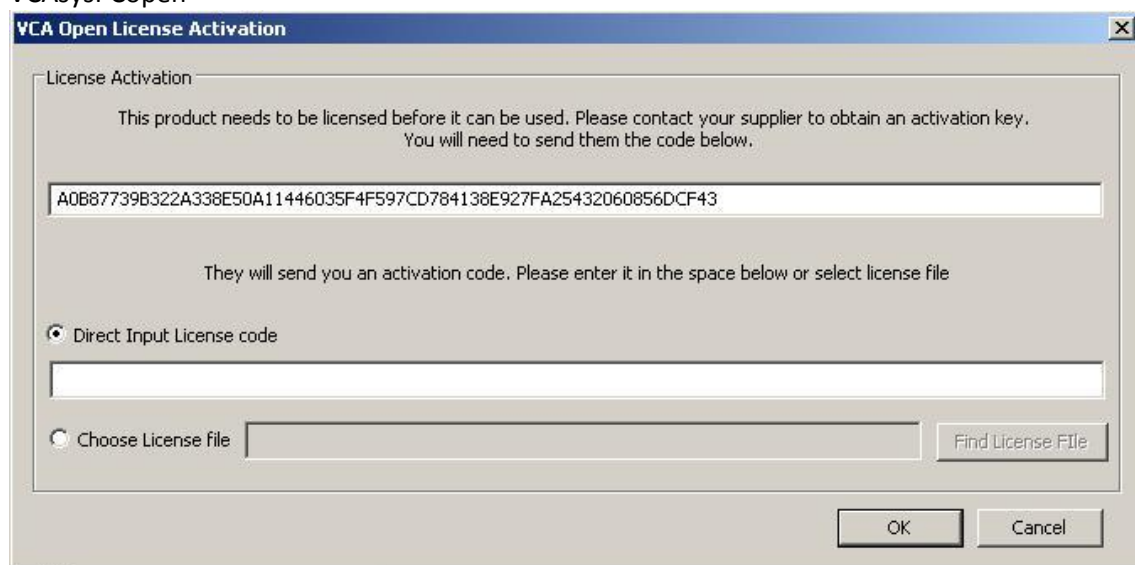 VCA Open License Activation
License Activation
This product needs to be licensed before it can be used. Please contact your supplier to obtain an activation key.
You will need to send them the code below.
A0B87739B322A338E50A11446035F4F597CD784138E927FA25432060856DCF43
They will send you an activation code. Please enter it in the space below or select license file
Direct Input License code
Choose License file
Find License FIle
OK
Cancel